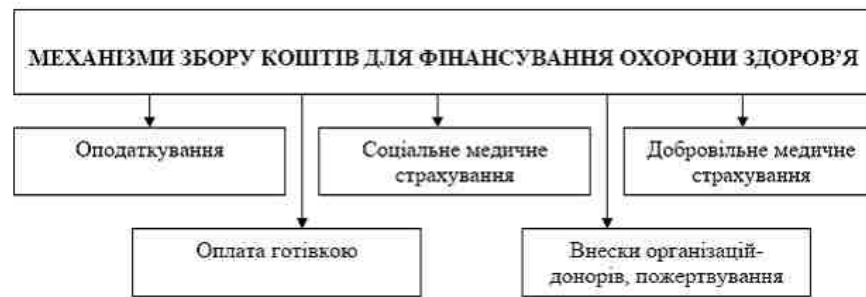 МЕХАНІЗМИ ЗБОРУ КОШТІВ ДЛЯ ФІНАНСУВАННЯ ОХОРОНИ ЗДОРОВ’Я
Оподаткування
Соціальне медичне
страхування
Добровільне медичне
страхування
Оплата готівкою
Внески організацій-
донорів, пожертвування